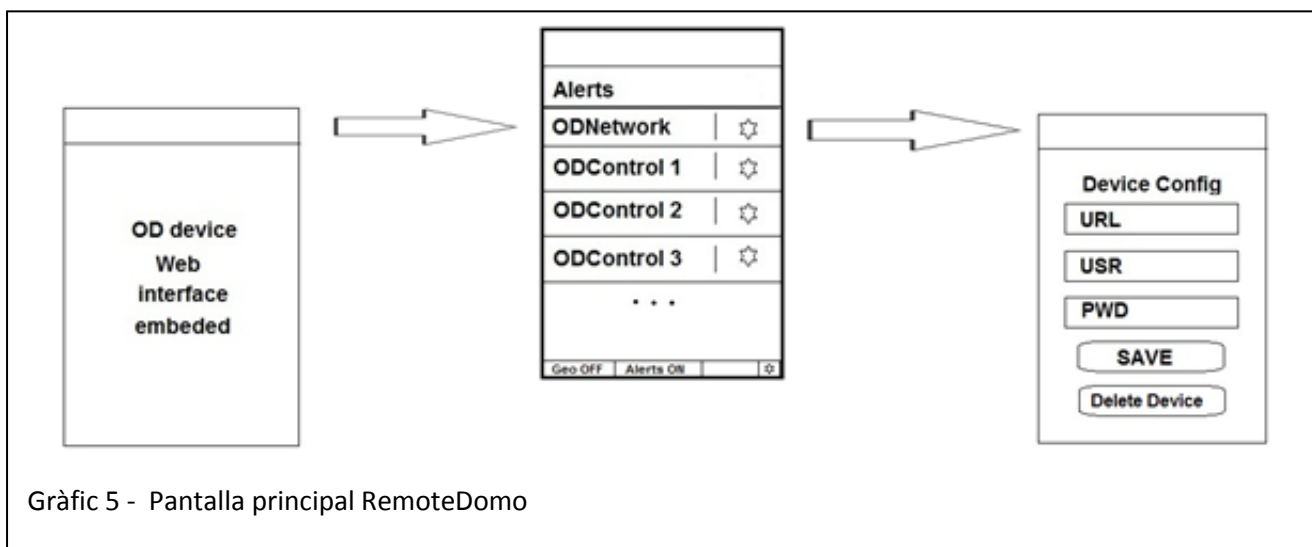 OD device
Web
interface
embeded
Alerts
ODNetwork
ODControl 1
ODControl 2
ODControl 3
. . .
Geo OFF Alerts ON
Device Config
URL
USR
PWD
SAVE
Delete Device
Gràfic 5 - Pantalla principal RemoteDomo